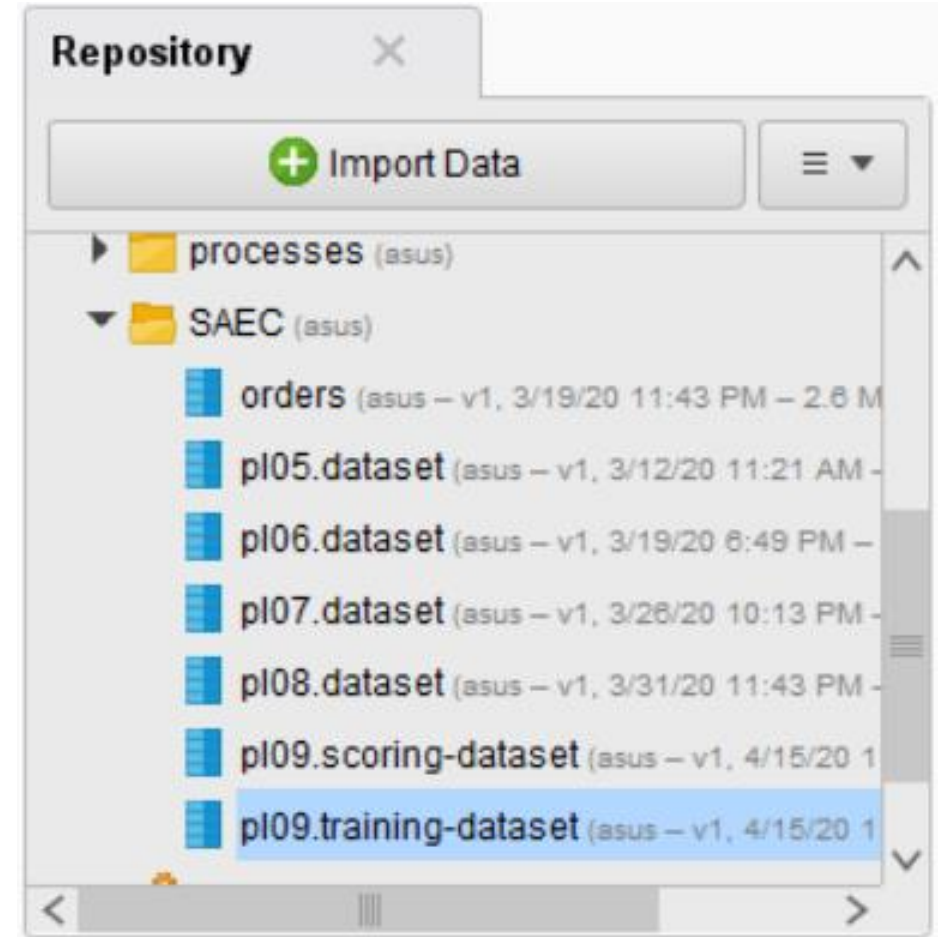 Repository
Import Data
processes (asus)
SAEC (asus)
orders (asus – v1, 3/19/20 11:43 PM – 2.6 M
pl05.dataset (asus – v1, 3/12/20 11:21 AM -
pl06.dataset (asus – v1, 3/19/20 6:49 PM –
pl07.dataset (asus – v1, 3/26/20 10:13 PM -
pl08.dataset (asus – v1, 3/31/20 11:43 PM -
pl09.scoring-dataset (asus – v1, 4/15/20 1
pl09.training-dataset (asus – v1, 4/15/20 1